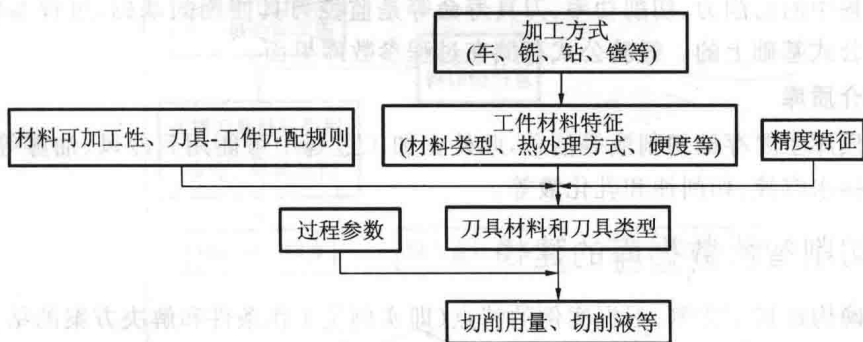 加工方式
(车、铣、钻、镗等)
材料可加工性、刀具-工件匹配规则
工件材料特征
(材料类型、热处理方式、硬度等)
精度特征
过程参数
刀具材料和刀具类型
切削用量、切削液等